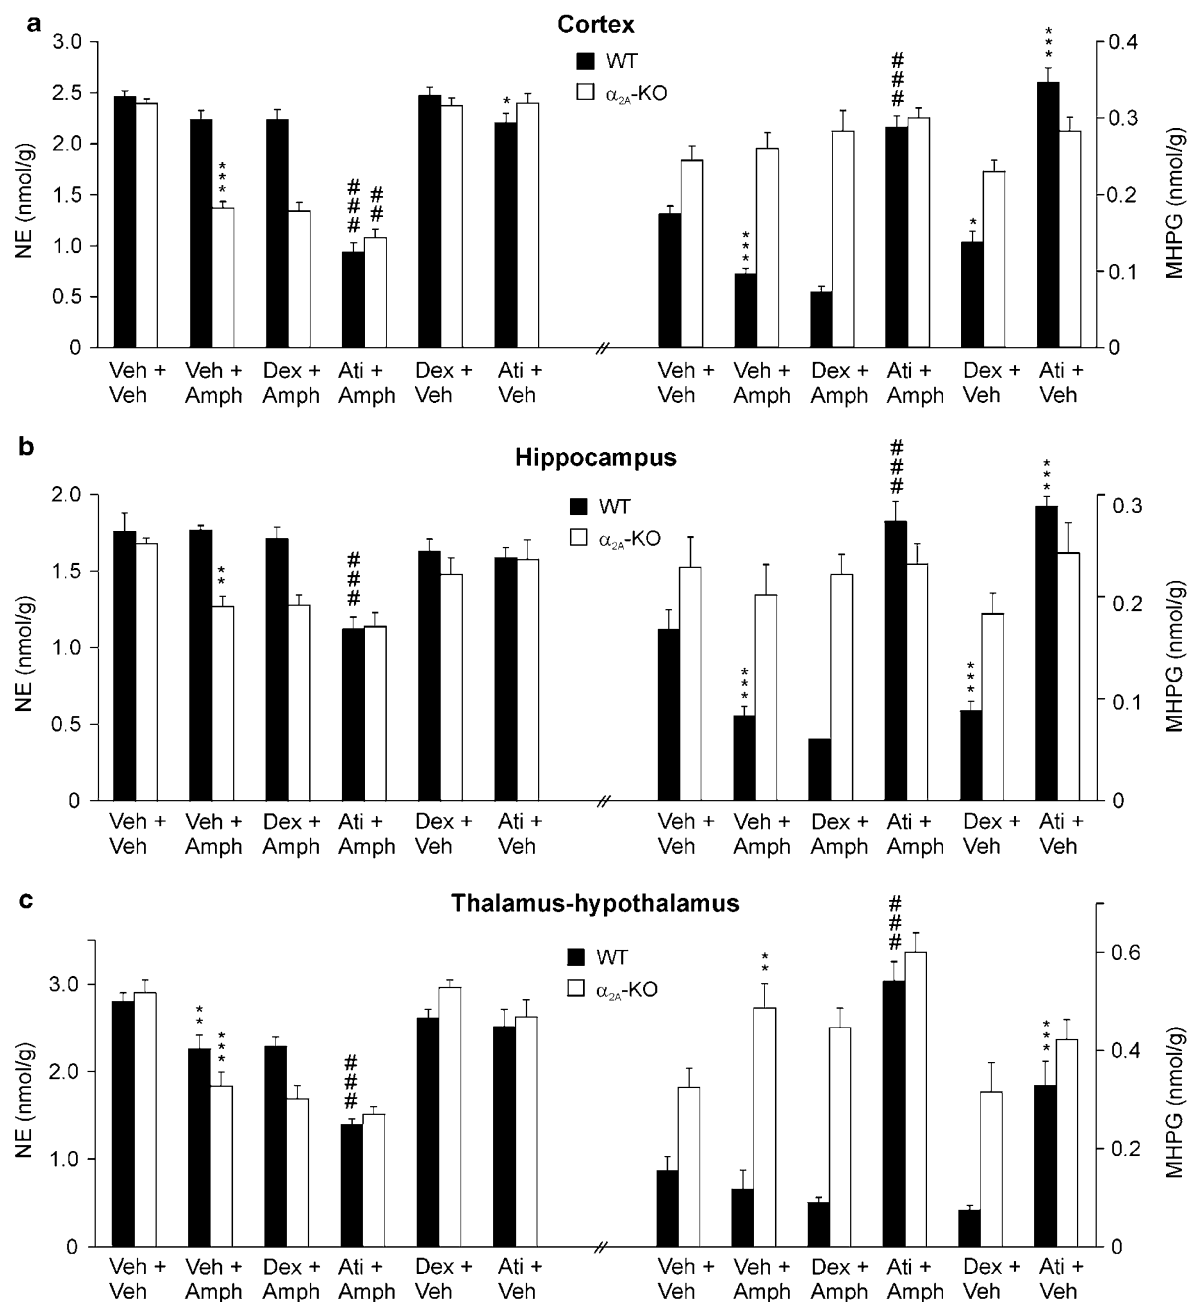 a
Cortex
WT
α2A-KO
NE (nmol/g)
3.0
2.5
2.0
1.5
1.0
0.5
0
*** ### ## * *** ### * ***
0.4
0.3
0.2
0.1
0
MHPG (nmol/g)
Veh + Veh + Dex + Ati + Dex + Ati + // Veh + Veh + Dex + Ati + Dex + Ati +
Veh Amph Amph Amph Veh Veh Veh Amph Amph Amph Veh Veh
b
Hippocampus
WT
α2A-KO
NE (nmol/g)
2.0
1.5
1.0
0.5
0
** ### *** ### *** ***
0.3
0.2
0.1
0
MHPG (nmol/g)
Veh + Veh + Dex + Ati + Dex + Ati + // Veh + Veh + Dex + Ati + Dex + Ati +
Veh Amph Amph Amph Veh Veh Veh Amph Amph Amph Veh Veh
c
Thalamus-hypothalamus
WT
α2A-KO
NE (nmol/g)
3.0
2.0
1.0
0
** *** ### ** ### ***
0.6
0.4
0.2
0
MHPG (nmol/g)
Veh + Veh + Dex + Ati + Dex + Ati + // Veh + Veh + Dex + Ati + Dex + Ati +
Veh Amph Amph Amph Veh Veh Veh Amph Amph Amph Veh Veh